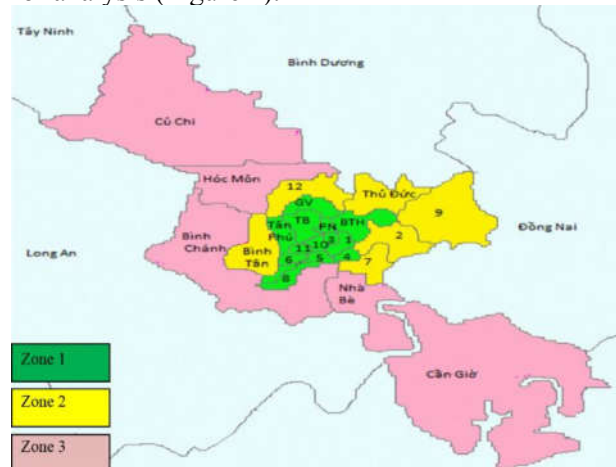 Tây Ninh
Bình Dương
Củ Chi
Hóc Môn
12
Thủ Đức
GV
9
Tân
Phú
TB
PN
BTH
Đồng Nai
Bình
Chánh
Long An
Bình
Tân
11
10
3
1
2
6
5
4
7
8
Nhà
Bè
Zone 1
Zone 2
Cần Giờ
Zone 3